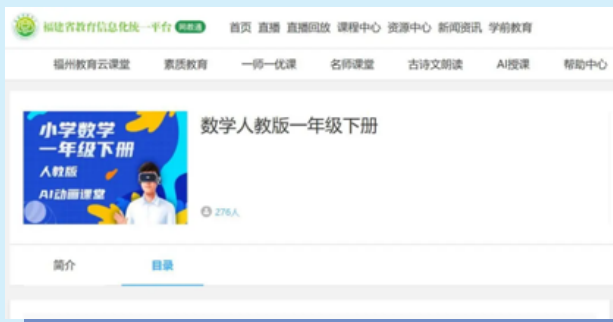 福建省教育信息化统一平台 闽教通 首页 直播 直播回放 课程中心 资源中心 新闻资讯 学前教育
福州教育云课堂 素质教育 一师一优课 名师课堂 古诗文朗读 AI授课 帮助中心
小学数学
一年级下册
人教版
AI动画课堂
数学人教版一年级下册
276人
简介 目录